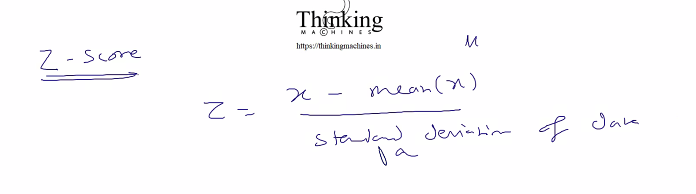 Thinking
MACHINES
https://thinkingmachines.in
Z - Score
M
Z = x - mean(x)
standard deviation of data